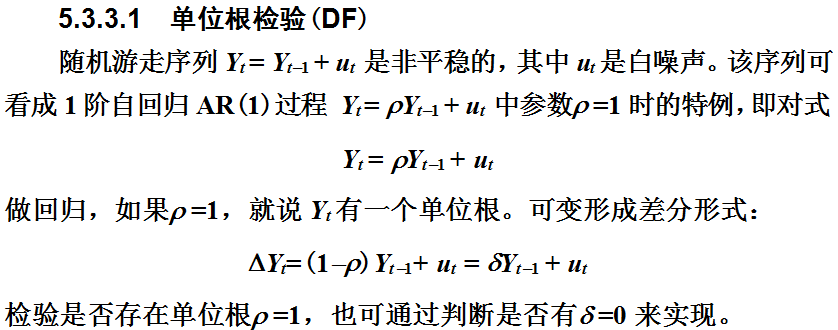 5.3.3.1 单位根检验(DF)
随机游走序列 Yt = Yt−1 + ut 是非平稳的，其中 ut 是白噪声。该序列可
看成 1 阶自回归 AR(1)过程 Yt = ρYt−1 + ut 中参数ρ =1 时的特例，即对式
Yt = ρYt−1 + ut
做回归，如果ρ =1，就说 Yt 有一个单位根。可变形成差分形式：
ΔYt=(1−ρ) Yt−1+ ut = δYt−1 + ut
检验是否存在单位根ρ =1，也可通过判断是否有δ =0 来实现。